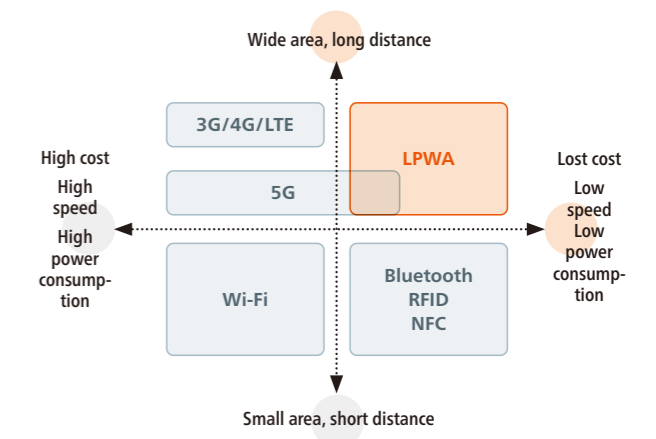 Wide area, long distance
3G/4G/LTE
LPWA
High cost
High
speed
High
power
consump-
tion
5G
Lost cost
Low
speed
Low
power
consump-
tion
Wi-Fi
Bluetooth
RFID
NFC
Small area, short distance